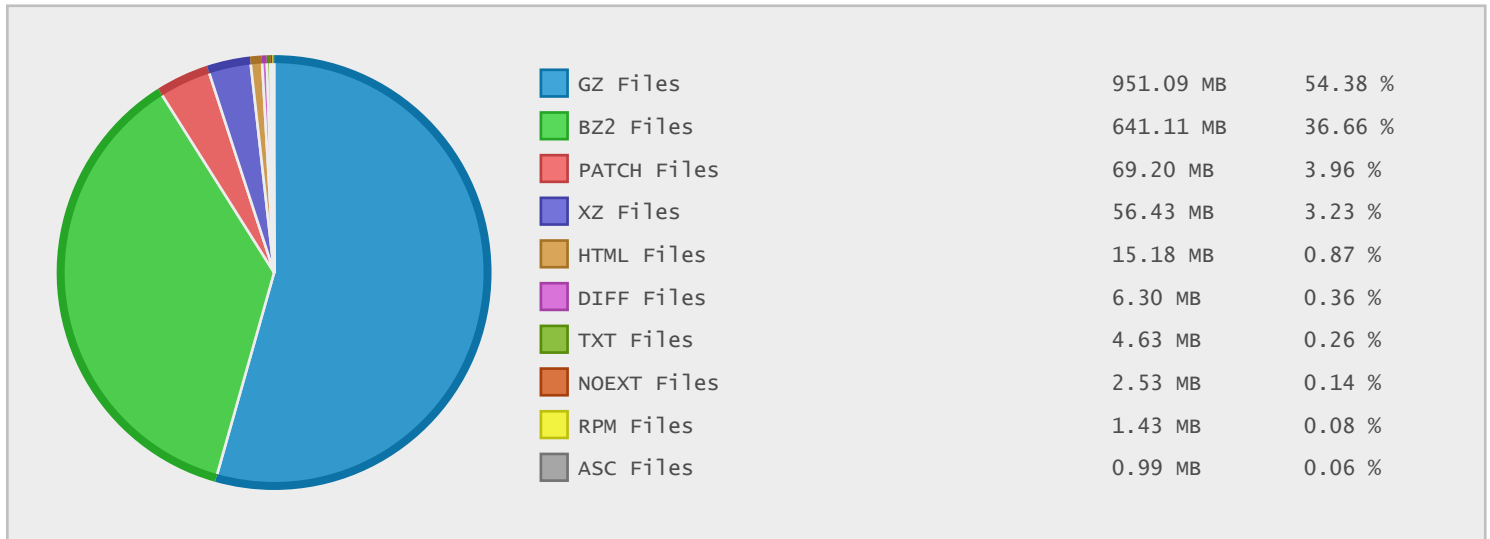 GZ Files 951.09 MB 54.38 %
BZ2 Files 641.11 MB 36.66 %
PATCH Files 69.20 MB 3.96 %
XZ Files 56.43 MB 3.23 %
HTML Files 15.18 MB 0.87 %
DIFF Files 6.30 MB 0.36 %
TXT Files 4.63 MB 0.26 %
NOEXT Files 2.53 MB 0.14 %
RPM Files 1.43 MB 0.08 %
ASC Files 0.99 MB 0.06 %